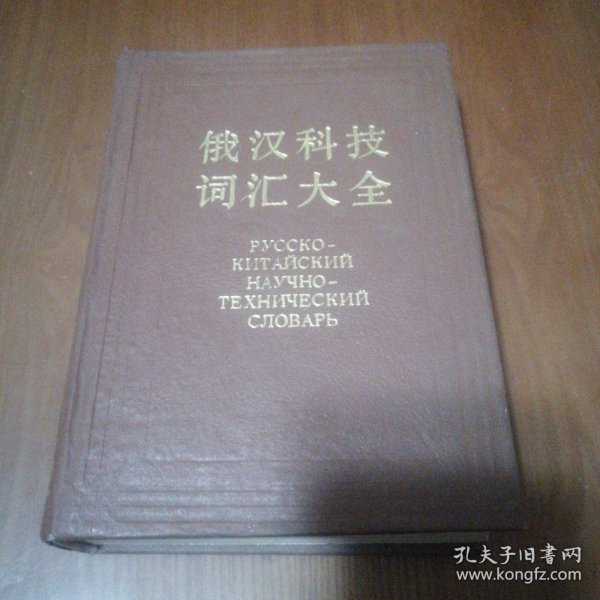 俄汉科技
词汇大全
РУССКО-
КИТАЙСКИЙ
НАУЧНО-
ТЕХНИЧЕСКИЙ
СЛОВАРЬ
孔夫子旧书网
www.kongfz.com